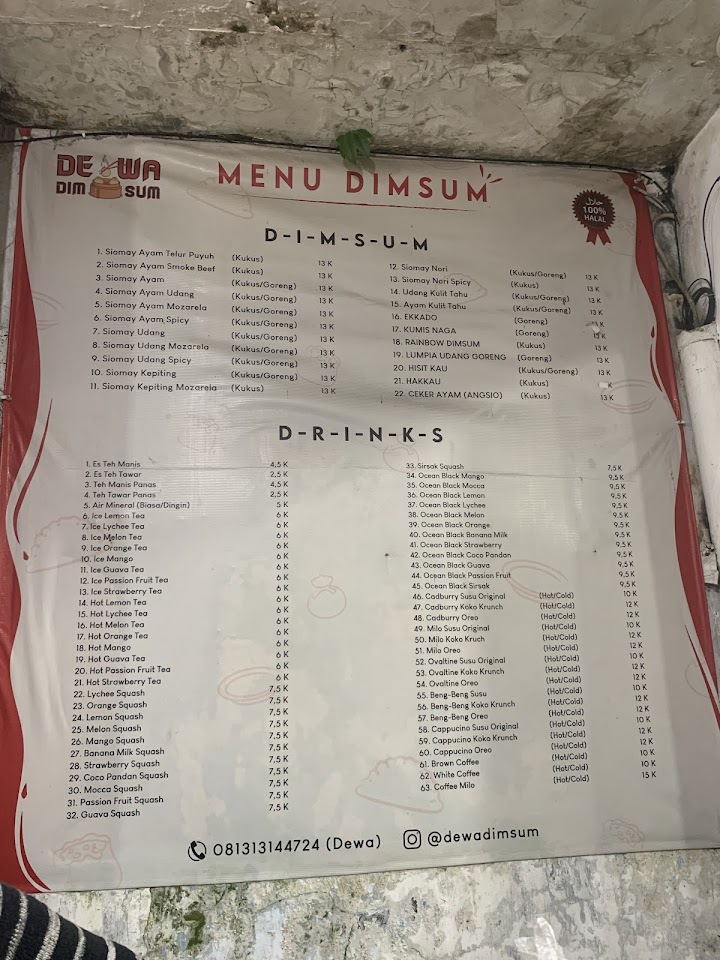 DEWA
DIM SUM
MENU DIMSUM
حلال
100%
HALAL
D-I-M-S-U-M
1. Siomay Ayam Telur Puyuh (Kukus) 13 K
2. Siomay Ayam Smoke Beef (Kukus) 13 K
3. Siomay Ayam (Kukus/Goreng) 13 K
4. Siomay Ayam Udang (Kukus/Goreng) 13 K
5. Siomay Ayam Mozarela (Kukus/Goreng) 13 K
6. Siomay Ayam Spicy (Kukus/Goreng) 13 K
7. Siomay Udang (Kukus/Goreng) 13 K
8. Siomay Udang Mozarela (Kukus/Goreng) 13 K
9. Siomay Udang Spicy (Kukus/Goreng) 13 K
10. Siomay Kepiting (Kukus/Goreng) 13 K
11. Siomay Kepiting Mozarela (Kukus) 13 K
12. Siomay Nori (Kukus/Goreng) 13 K
13. Siomay Nori Spicy (Kukus) 13 K
14. Udang Kulit Tahu (Kukus/Goreng) 13 K
15. Ayam Kulit Tahu (Kukus/Goreng) 13 K
16. EKKADO (Goreng) K
17. KUMIS NAGA (Goreng) 13 K
18. RAINBOW DIMSUM (Kukus) 13 K
19. LUMPIA UDANG GORENG (Goreng) 13 K
20. HISIT KAU (Kukus/Goreng) 13 K
21. HAKKAU (Kukus) K
22. CEKER AYAM (ANGSIO) (Kukus) 13 K
D-R-I-N-K-S
1. Es Teh Manis 4,5 K
2. Es Teh Tawar 2,5 K
3. Teh Manis Panas 4,5 K
4. Teh Tawar Panas 2,5 K
5. Air Mineral (Biasa/Dingin) 5 K
6. Ice Lemon Tea 6 K
7. Ice Lychee Tea 6 K
8. Ice Melon Tea 6 K
9. Ice Orange Tea 6 K
10. Ice Mango 6 K
11. Ice Guava Tea 6 K
12. Ice Passion Fruit Tea 6 K
13. Ice Strawberry Tea 6 K
14. Hot Lemon Tea 6 K
15. Hot Lychee Tea 6 K
16. Hot Melon Tea 6 K
17. Hot Orange Tea 6 K
18. Hot Mango 6 K
19. Hot Guava Tea 6 K
20. Hot Passion Fruit Tea 6 K
21. Hot Strawberry Tea 6 K
22. Lychee Squash 7,5 K
23. Orange Squash 7,5 K
24. Lemon Squash 7,5 K
25. Melon Squash 7,5 K
26. Mango Squash 7,5 K
27. Banana Milk Squash 7,5 K
28. Strawberry Squash 7,5 K
29. Coco Pandan Squash 7,5 K
30. Mocca Squash 7,5 K
31. Passion Fruit Squash 7,5 K
32. Guava Squash 7,5 K
33. Sirsak Squash 7,5 K
34. Ocean Black Mango 9,5 K
35. Ocean Black Mocca 9,5 K
36. Ocean Black Lemon 9,5 K
37. Ocean Black Lychee 9,5 K
38. Ocean Black Melon 9,5 K
39. Ocean Black Orange 9,5 K
40. Ocean Black Banana Milk 9,5 K
41. Ocean Black Strawberry 9,5 K
42. Ocean Black Coco Pandan 9,5 K
43. Ocean Black Guava 9,5 K
44. Ocean Black Passion Fruit 9,5 K
45. Ocean Black Sirsak 9,5 K
46. Cadburry Susu Original (Hot/Cold) 10 K
47. Cadburry Koko Krunch (Hot/Cold) 12 K
48. Cadburry Oreo (Hot/Cold) 12 K
49. Milo Susu Original (Hot/Cold) 10 K
50. Milo Koko Kruch (Hot/Cold) 12 K
51. Milo Oreo (Hot/Cold) 12 K
52. Ovaltine Susu Original (Hot/Cold) 10 K
53. Ovaltine Koko Krunch (Hot/Cold) 12 K
54. Ovaltine Oreo (Hot/Cold) 12 K
55. Beng-Beng Susu (Hot/Cold) 10 K
56. Beng-Beng Koko Krunch (Hot/Cold) 12 K
57. Beng-Beng Oreo (Hot/Cold) 12 K
58. Cappucino Susu Original (Hot/Cold) 10 K
59. Cappucino Koko Krunch (Hot/Cold) 12 K
60. Cappucino Oreo (Hot/Cold) 12 K
61. Brown Coffee (Hot/Cold) 10 K
62. White Coffee (Hot/Cold) 10 K
63. Coffee Milo (Hot/Cold) 15 K
081313144724 (Dewa) @dewadimsum